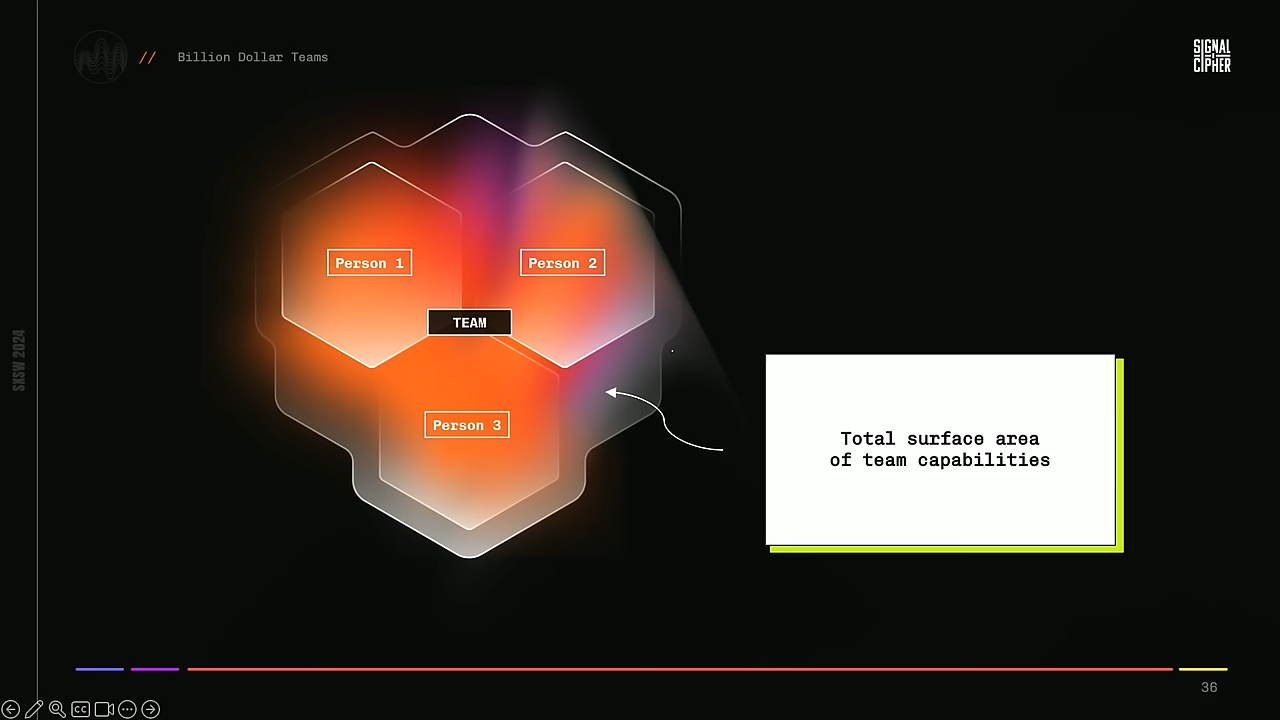 // Billion Dollar Teams
SIGNAL
CIPHER
Person 1
Person 2
TEAM
Person 3
Total surface area
of team capabilities
SXSW 2024
36
CC